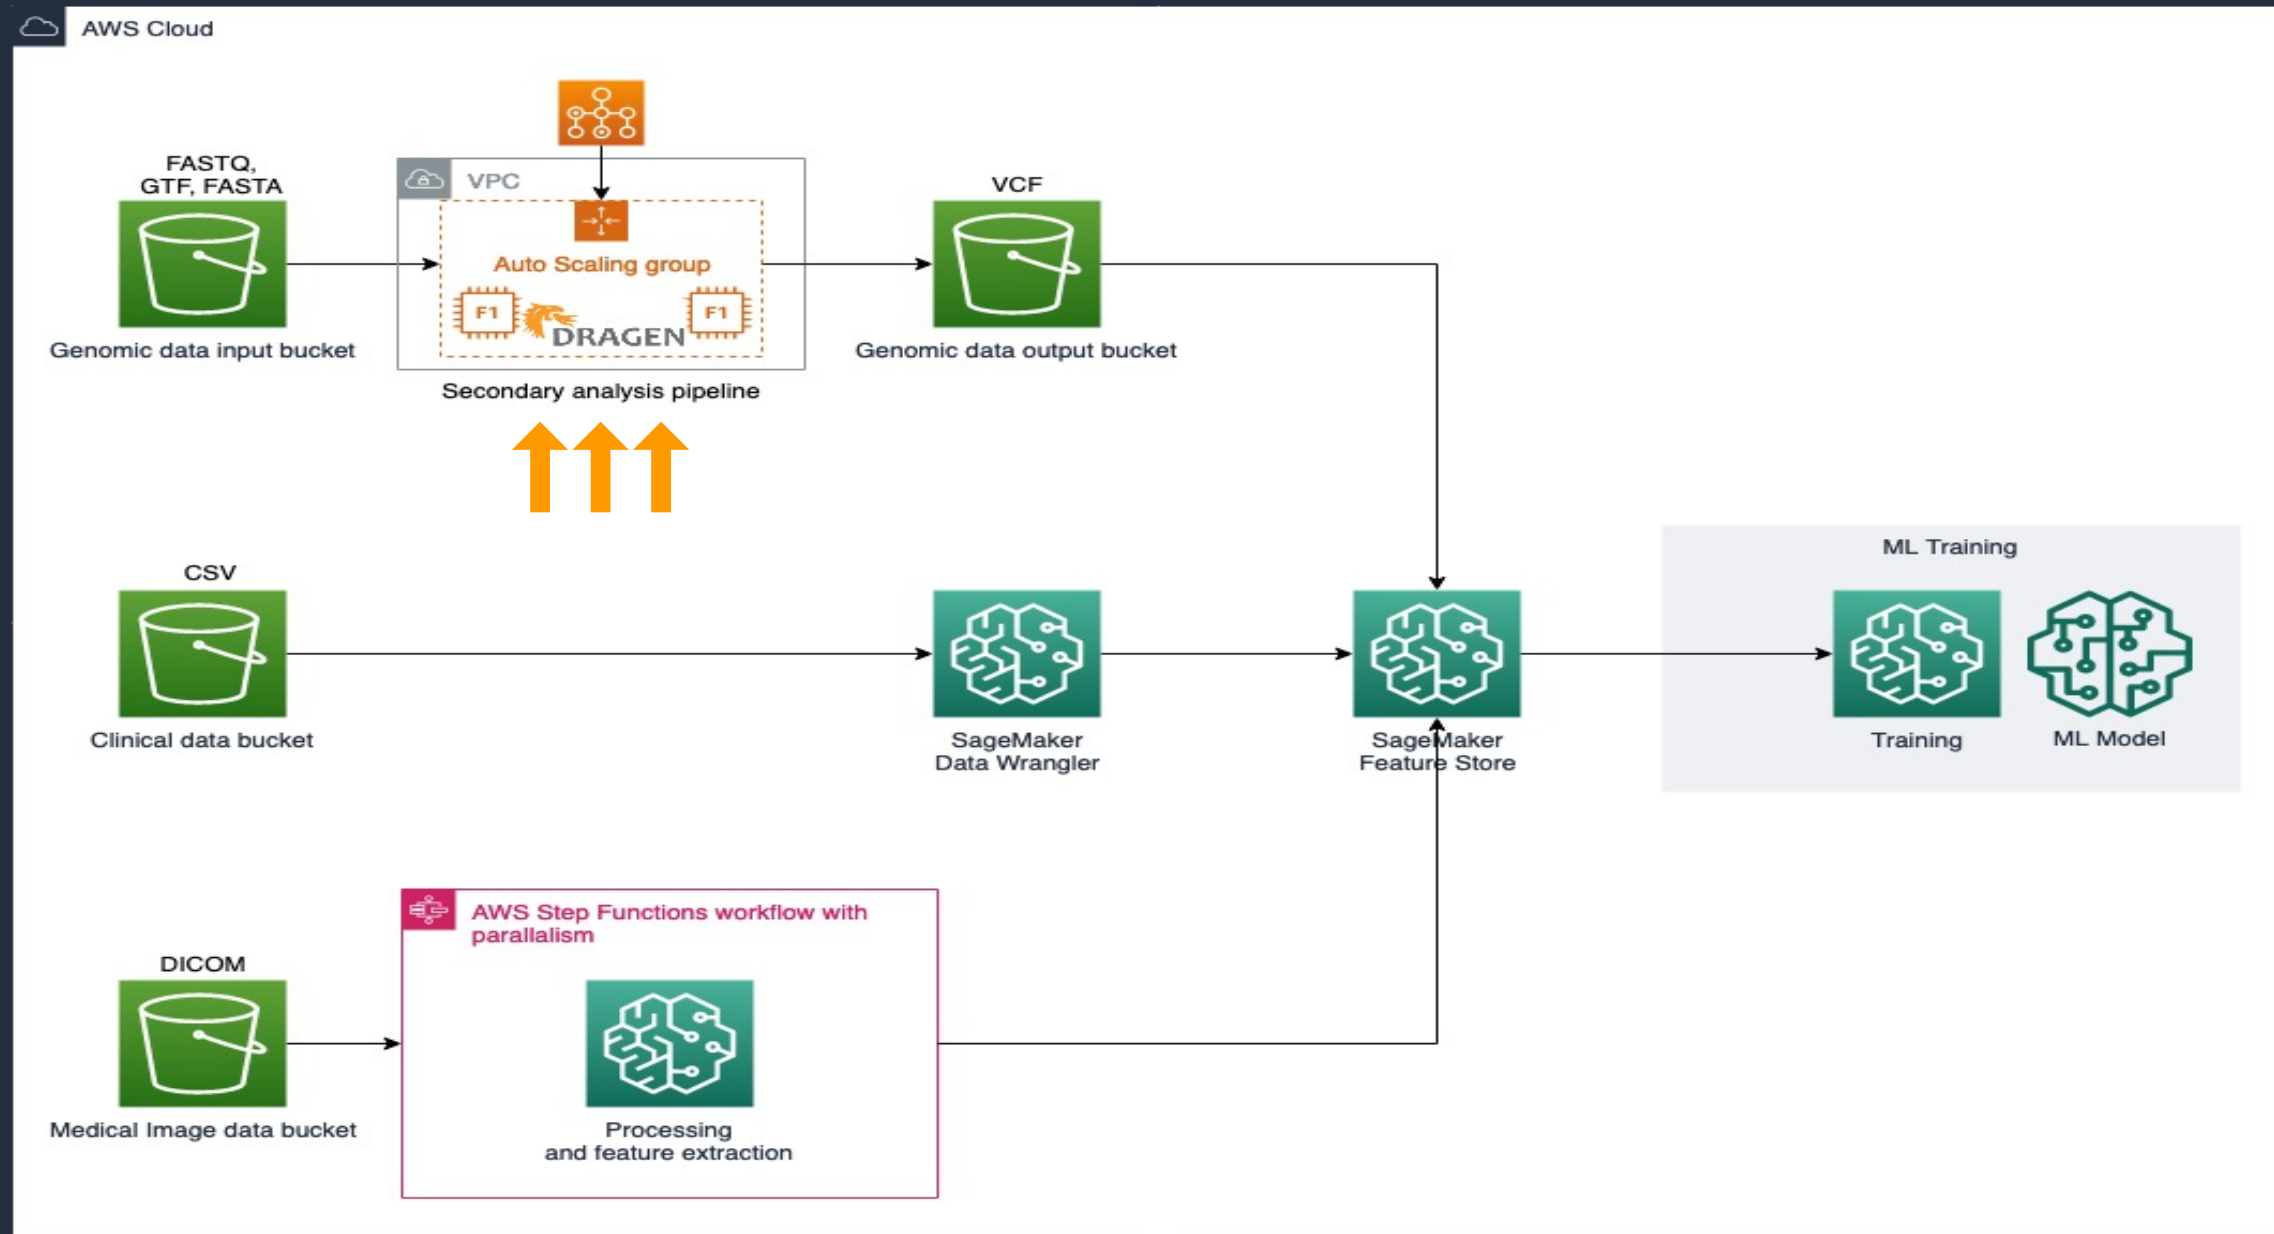 AWS Cloud
FASTQ,
GTF, FASTA
Genomic data input bucket
VPC
Auto Scaling group
F1
DRAGEN
F1
Secondary analysis pipeline
VCF
Genomic data output bucket
CSV
Clinical data bucket
SageMaker
Data Wrangler
SageMaker
Feature Store
ML Training
Training
ML Model
DICOM
Medical Image data bucket
AWS Step Functions workflow with
parallalism
Processing
and feature extraction